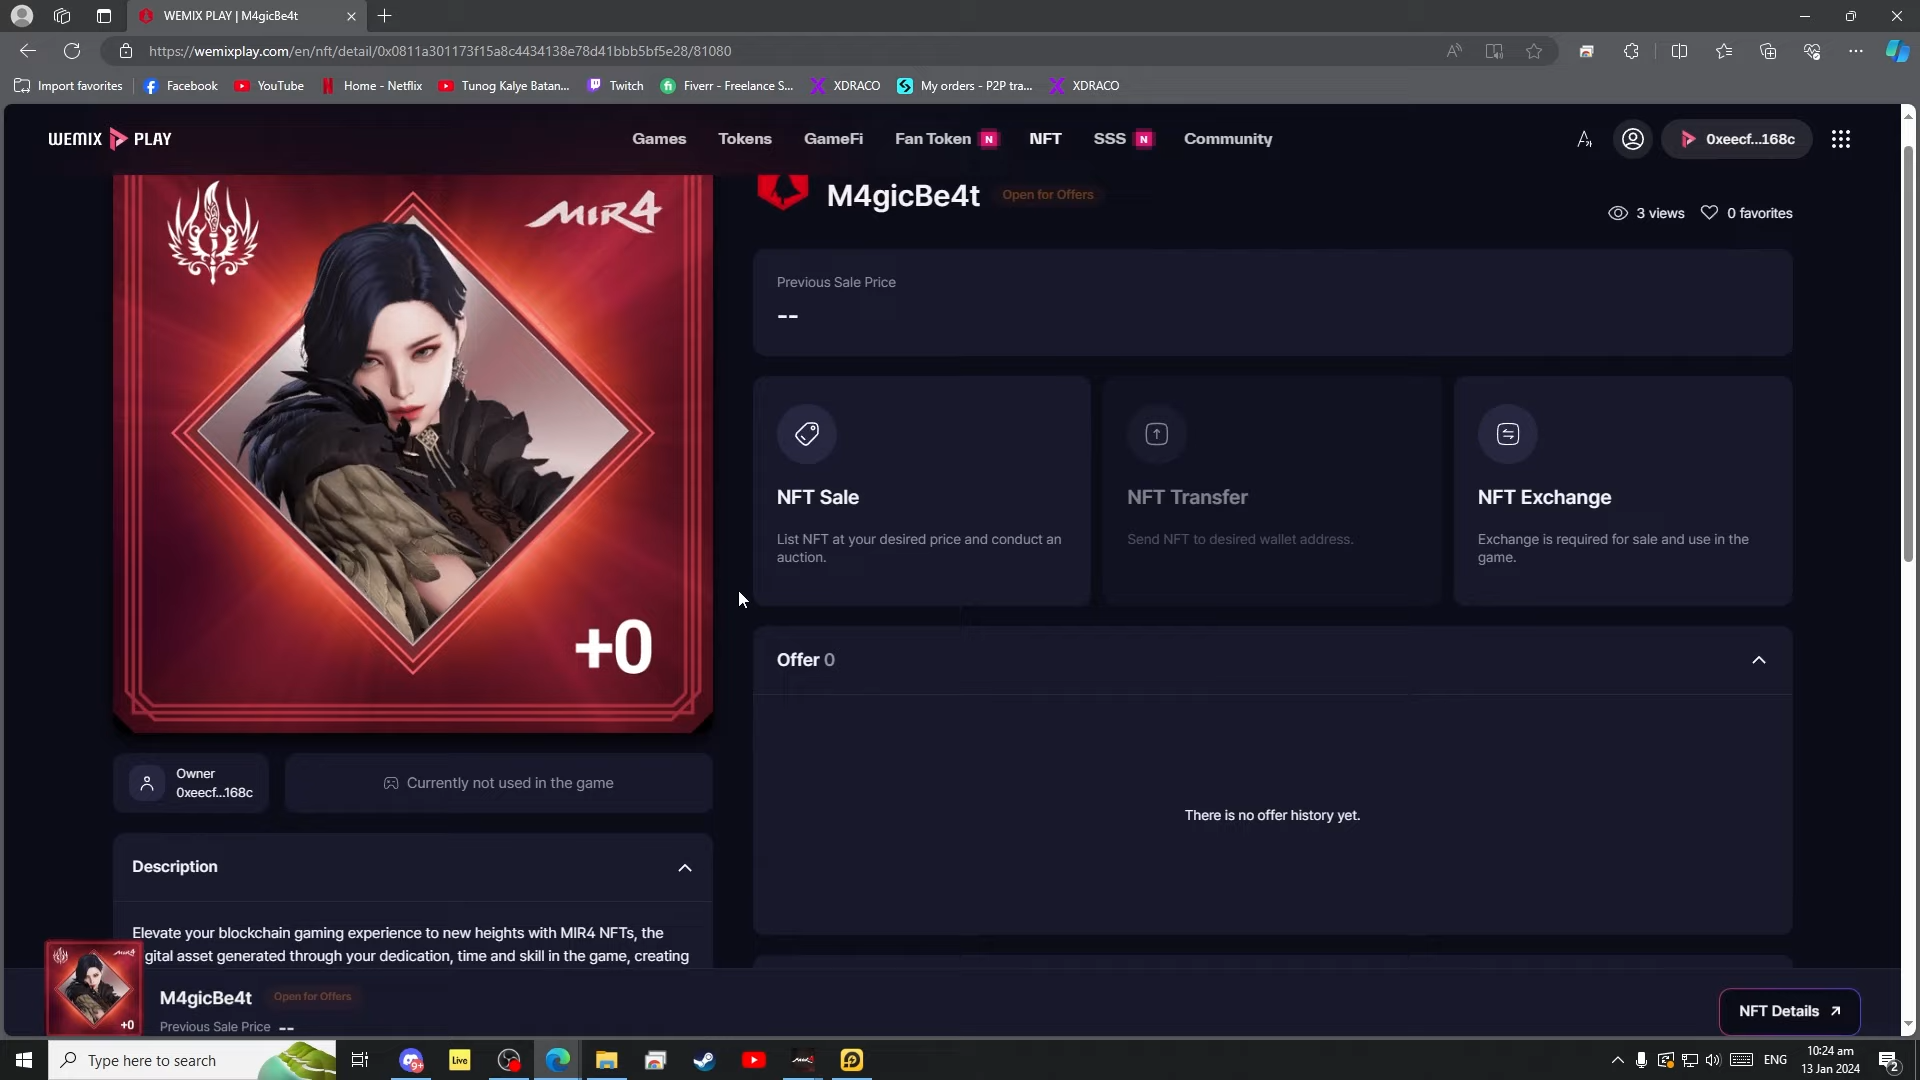 WEMIX PLAY | M4gicBe4t
https://wemixplay.com/en/nft/detail/0x0811a301173f15a8c4434138e78d41bbb5bf5e28/81080
Import favorites
Facebook
YouTube
Home - Netflix
Tunog Kalye Batan...
Twitch
Fiverr - Freelance S...
XDRACO
My orders - P2P tra...
XDRACO
WEMIX PLAY
Games
Tokens
GameFi
Fan Token N
NFT
SSS N
Community
0xeecf...168c
MIR4
+0
M4gicBe4t
Open for Offers
3 views
0 favorites
Previous Sale Price
--
NFT Sale
List NFT at your desired price and conduct an
auction.
NFT Transfer
Send NFT to desired wallet address.
NFT Exchange
Exchange is required for sale and use in the
game.
Offer 0
There is no offer history yet.
Owner
0xeecf...168c
Currently not used in the game
Description
Elevate your blockchain gaming experience to new heights with MIR4 NFTs, the
gital asset generated through your dedication, time and skill in the game, creating
MIR4
+0
M4gicBe4t
Open for Offers
Previous Sale Price --
NFT Details
Type here to search
9+
Live
MIR4
ENG
10:24 am
13 Jan 2024
2